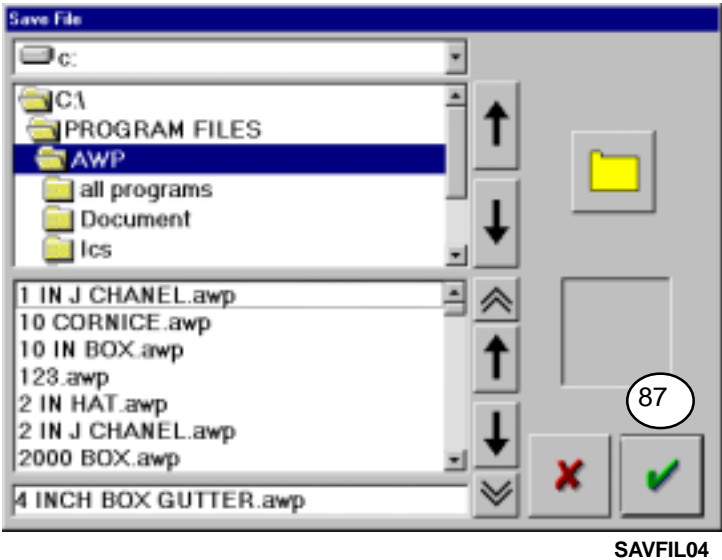 Save File
c:
C:\
PROGRAM FILES
AWP
all programs
Document
Ics
1 IN J CHANEL.awp
10 CORNICE.awp
10 IN BOX.awp
123.awp
2 IN HAT.awp
2 IN J CHANEL.awp
2000 BOX.awp
4 INCH BOX GUTTER.awp
87
SAVFIL04